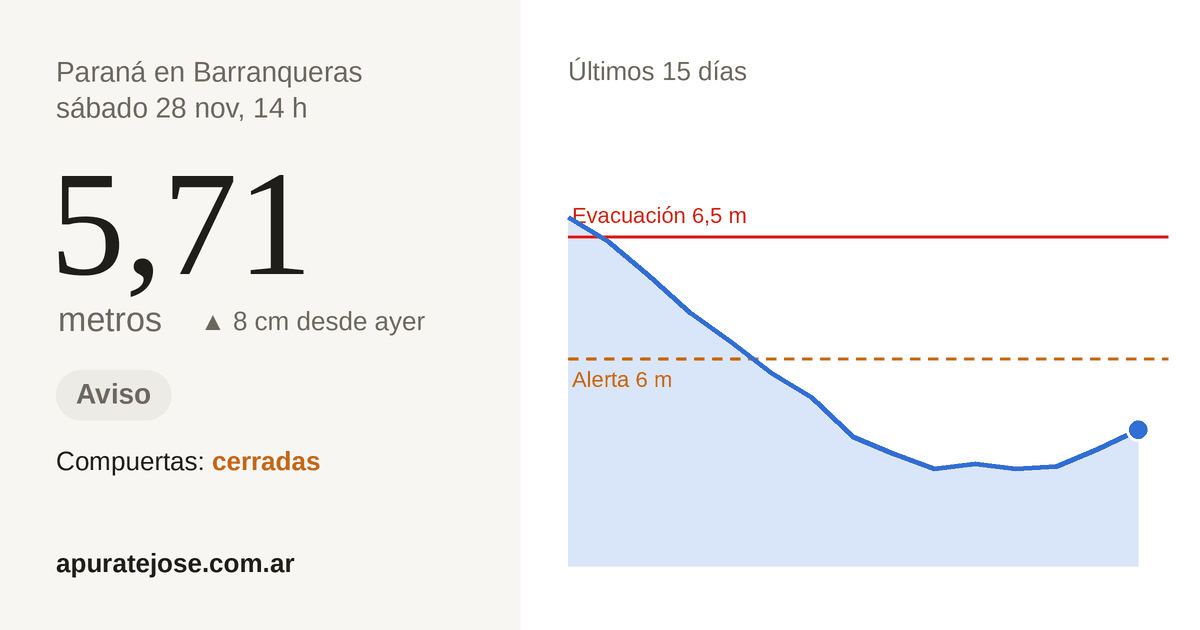 Paraná en Barranqueras
sábado 28 nov, 14 h
5,71
metros ▲ 8 cm desde ayer
Aviso
Compuertas: cerradas
apuratejose.com.ar
Últimos 15 días
Evacuación 6,5 m
Alerta 6 m